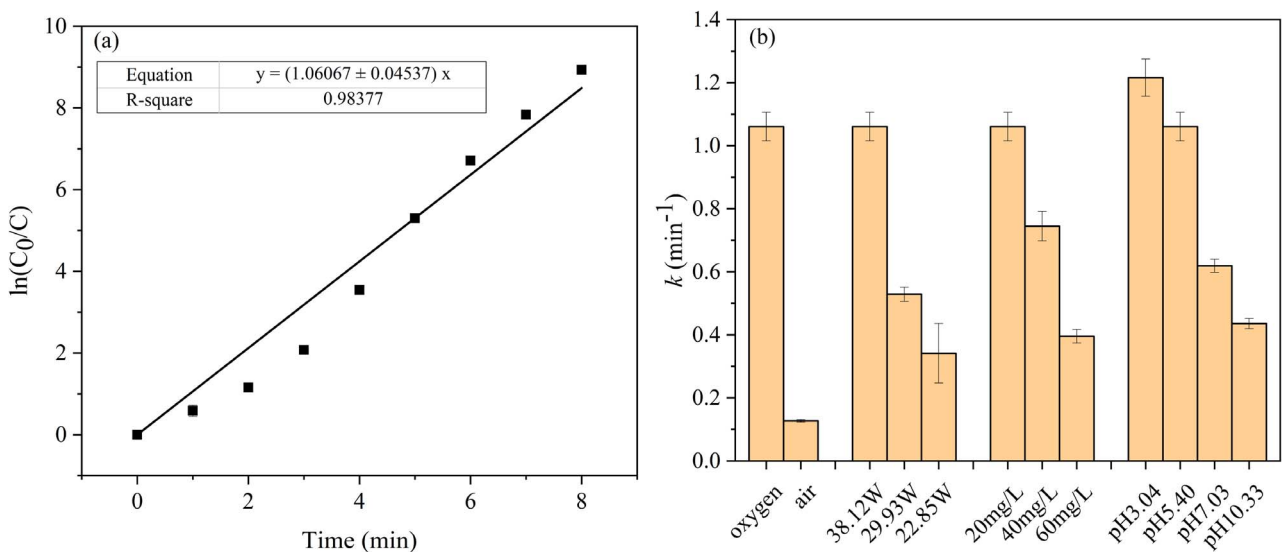 (a)
Equation y = (1.06067 ± 0.04537) x
R-square 0.98377
10
8
6
4
2
0
ln(C0/C)
0 2 4 6 8
Time (min)
(b)
1.4
1.2
1.0
0.8
0.6
0.4
0.2
0.0
k (min-1)
oxygen
air
38.12W
29.93W
22.85W
20mg/L
40mg/L
60mg/L
pH3.04
pH5.40
pH7.03
pH10.33